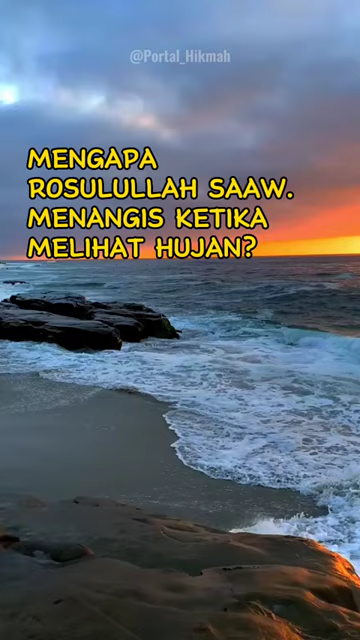 @Portal_Hikmah
MENGAPA
ROSULULLAH SAAW.
MENANGIS KETIKA
MELIHAT HUJAN?